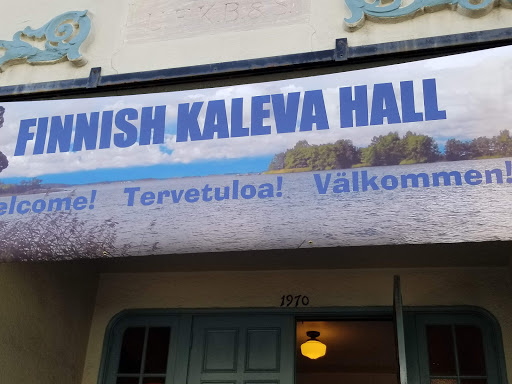 FINNISH KALEVA HALL
elcome! Tervetuloa! Välkommen!
1970